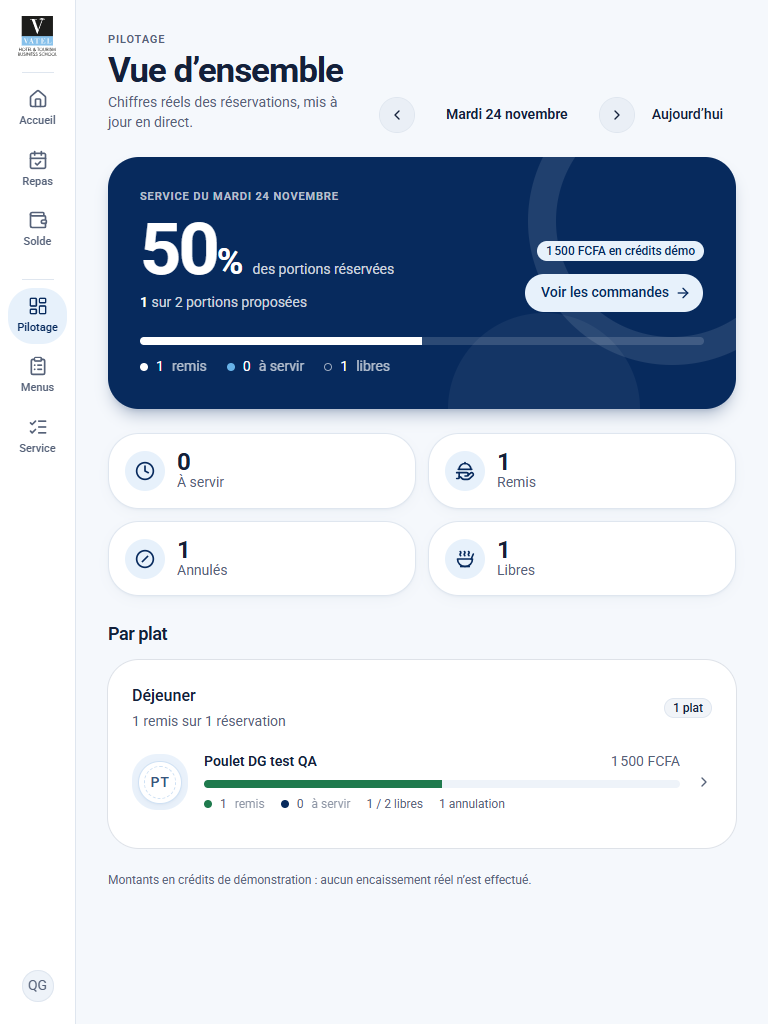 V
VATEL
HOTEL & TOURISM
BUSINESS SCHOOL
Accueil
Repas
Solde
Pilotage
Menus
Service
QG
PILOTAGE
Vue d’ensemble
Chiffres réels des réservations, mis à
jour en direct.
Mardi 24 novembre
Aujourd’hui
SERVICE DU MARDI 24 NOVEMBRE
50% des portions réservées
1 sur 2 portions proposées
1 500 FCFA en crédits démo
Voir les commandes
1 remis 0 à servir 1 libres
0
À servir
1
Remis
1
Annulés
1
Libres
Par plat
Déjeuner
1 remis sur 1 réservation
1 plat
PT
Poulet DG test QA 1 500 FCFA
1 remis 0 à servir 1 / 2 libres 1 annulation
Montants en crédits de démonstration : aucun encaissement réel n’est effectué.